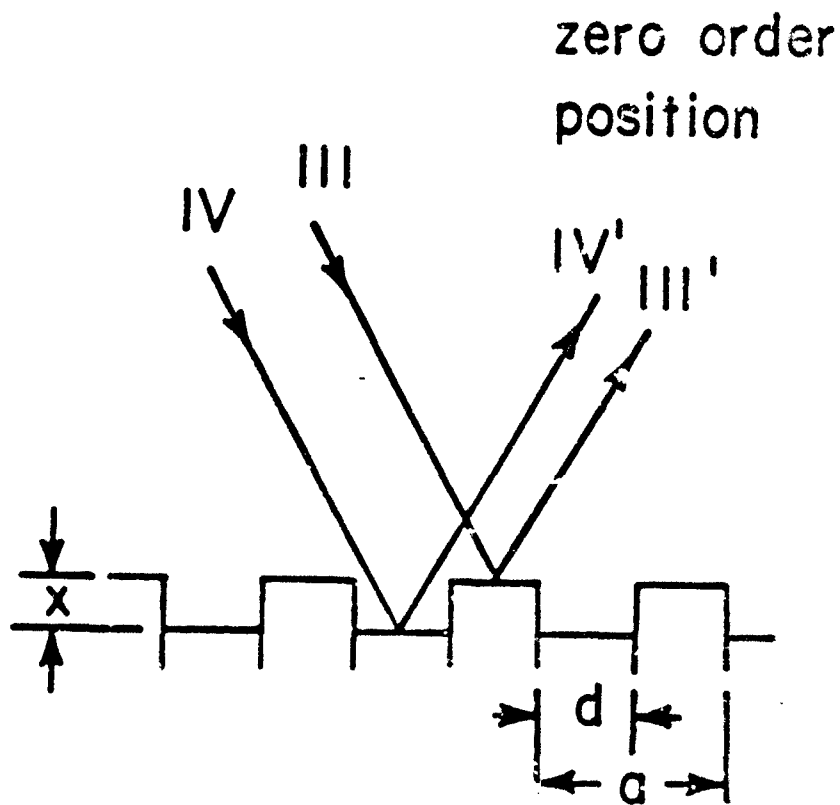 zero order
position
III
IV
IV'
III'
x
d
a